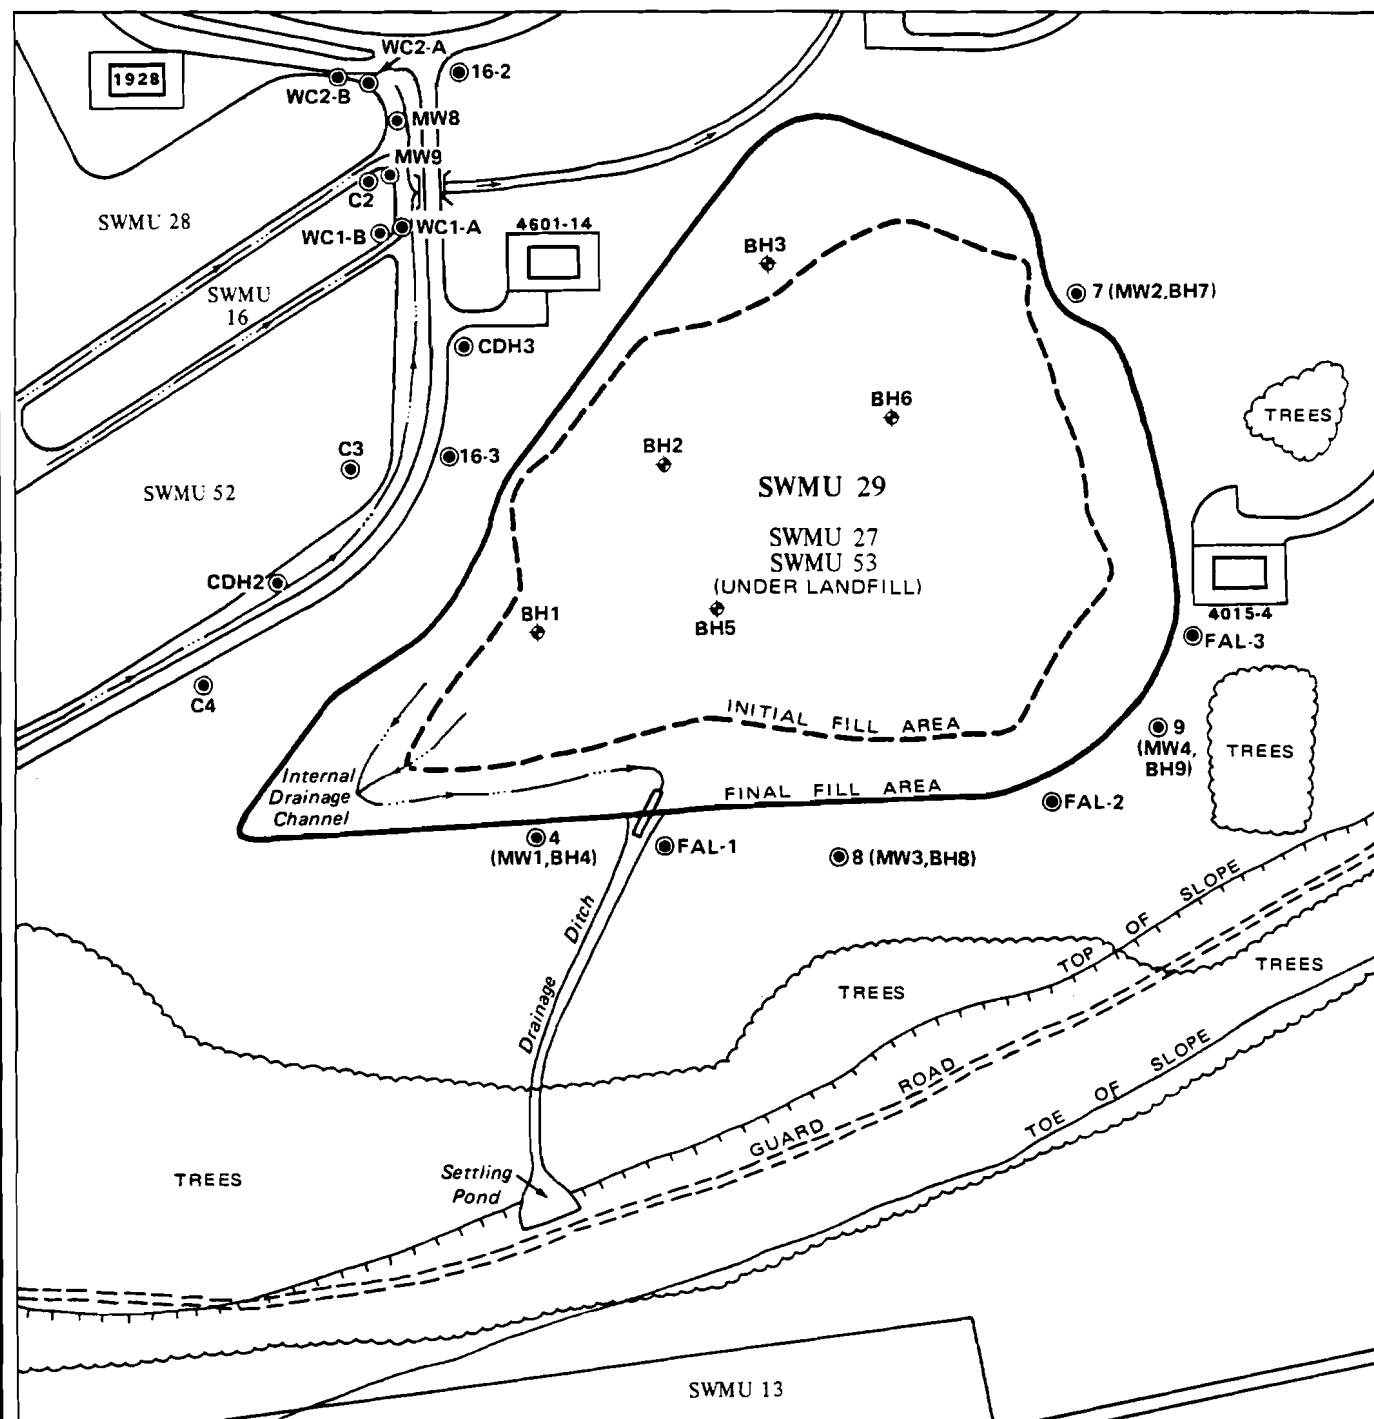 WC2-A
1928
16-2
WC2-B
MW8
MW9
C2
SWMU 28
WC1-A
WC1-B
4601-14
BH3
SWMU
16
7 (MW2,BH7)
CDH3
BH6
TREES
BH2
C3
16-3
SWMU 29
SWMU 52
SWMU 27
SWMU 53
(UNDER LANDFILL)
CDH2
BH1
BH5
4015-4
FAL-3
C4
INITIAL FILL AREA
9
(MW4,
BH9)
TREES
Internal
Drainage
Channel
FINAL FILL AREA
FAL-2
4
(MW1,BH4)
FAL-1
8 (MW3,BH8)
TOP OF SLOPE
Drainage Ditch
TREES
TREES
GUARD ROAD
TOE OF SLOPE
TREES
Settling
Pond
SWMU 13